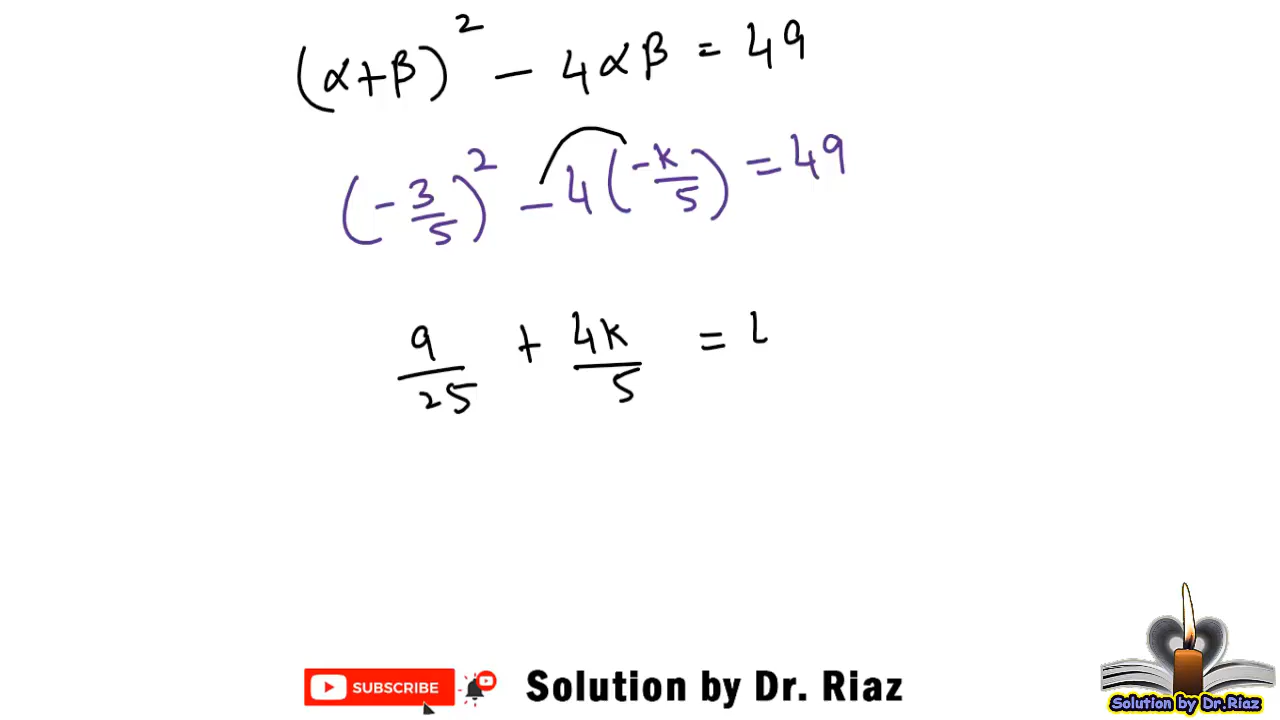 (α+β)² − 4αβ = 49
(−3/5)² − 4(−k/5) = 49
9/25 + 4k/5 = L
SUBSCRIBE
Solution by Dr. Riaz
Solution by Dr.Riaz